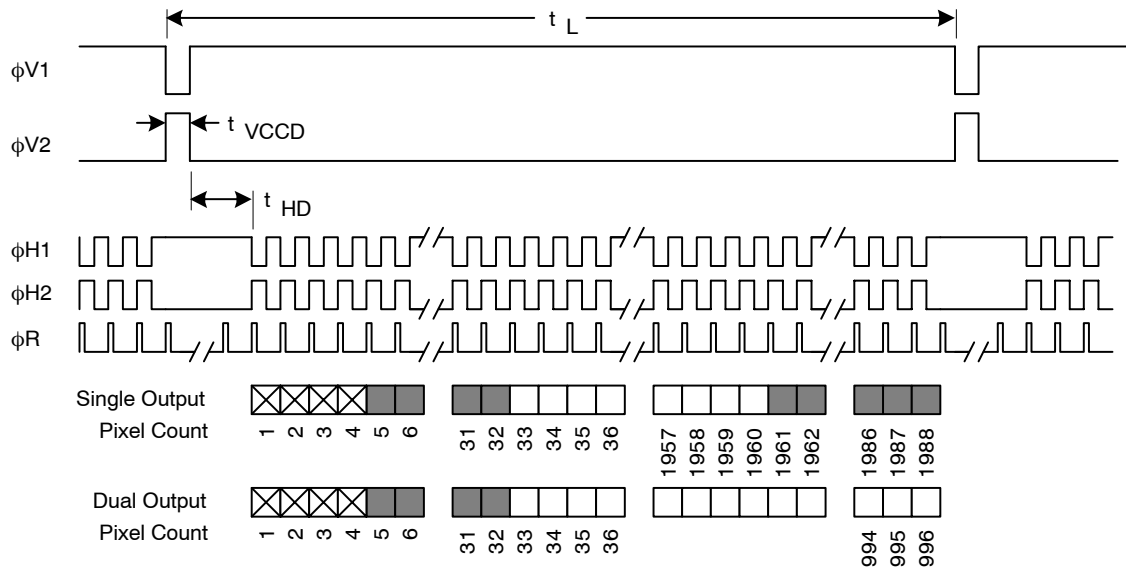 t L
φV1
t VCCD
φV2
t HD
φH1
φH2
φR
Single Output
Pixel Count
1 2 3 4 5 6 31 32 33 34 35 36 1957 1958 1959 1960 1961 1962 1986 1987 1988
Dual Output
Pixel Count
1 2 3 4 5 6 31 32 33 34 35 36 994 995 996